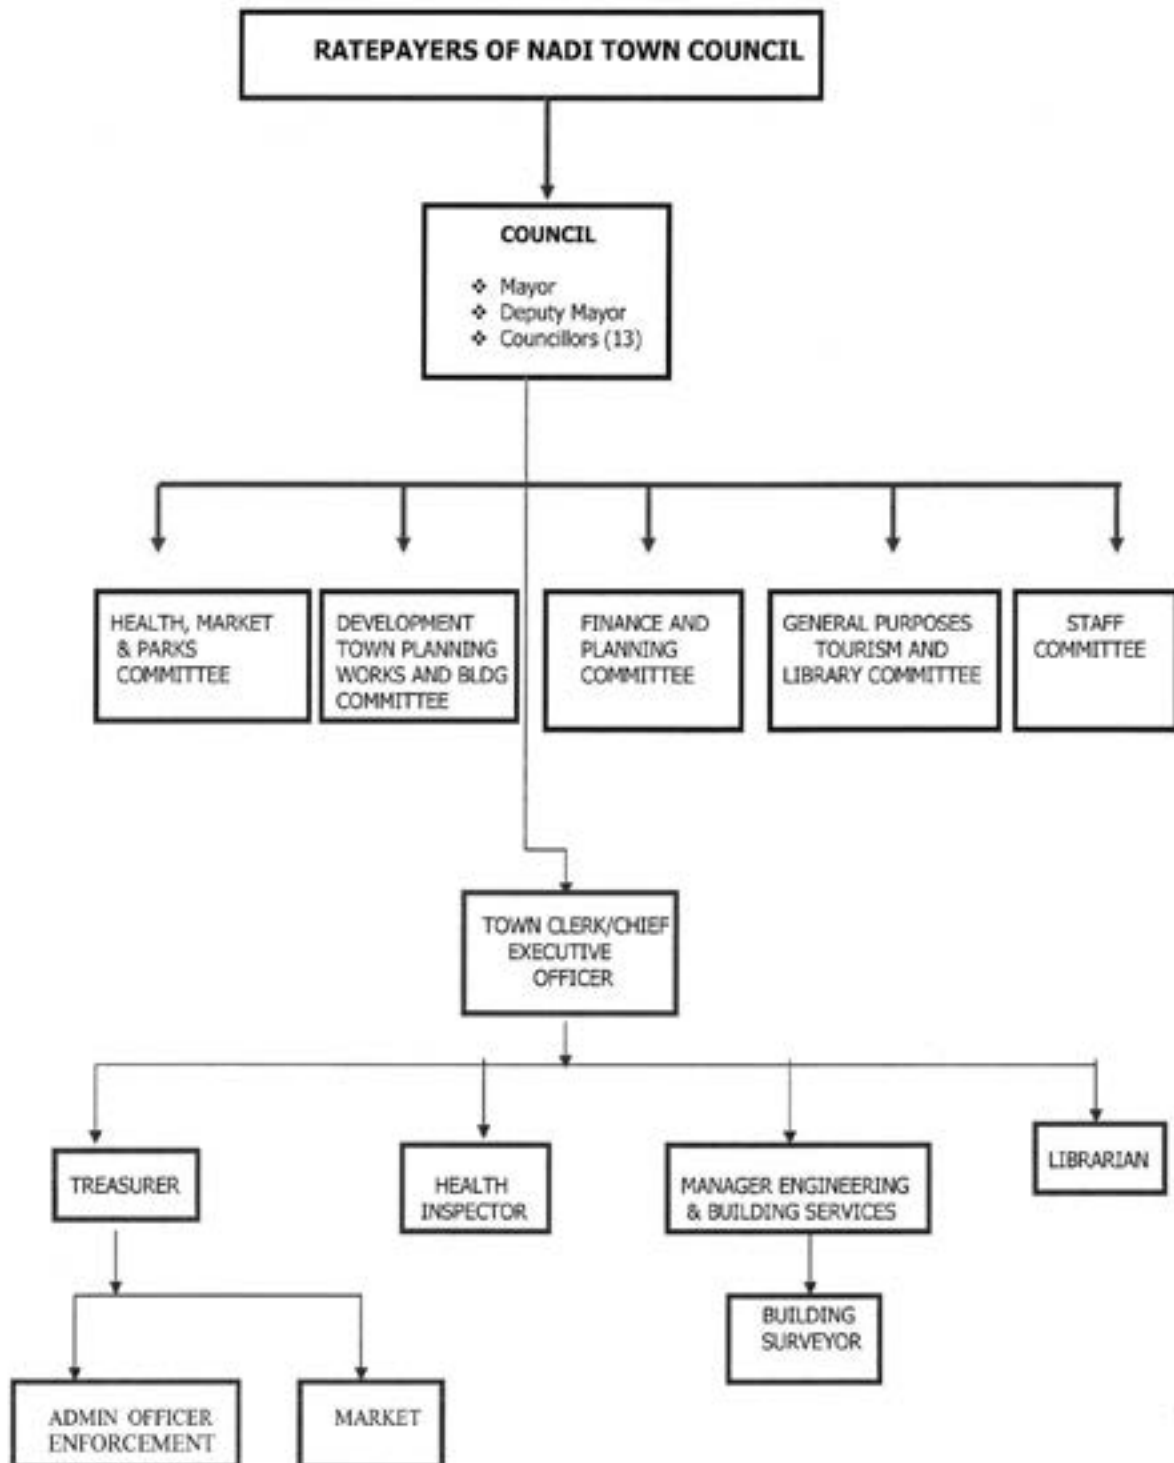 RATEPAYERS OF NADI TOWN COUNCIL
COUNCIL
❖ Mayor
❖ Deputy Mayor
❖ Councillors (13)
HEALTH, MARKET
& PARKS
COMMITTEE
DEVELOPMENT
TOWN PLANNING
WORKS AND BLDG
COMMITTEE
FINANCE AND
PLANNING
COMMITTEE
GENERAL PURPOSES
TOURISM AND
LIBRARY COMMITTEE
STAFF
COMMITTEE
TOWN CLERK/CHIEF
EXECUTIVE
OFFICER
TREASURER
HEALTH
INSPECTOR
MANAGER ENGINEERING
& BUILDING SERVICES
LIBRARIAN
BUILDING
SURVEYOR
ADMIN OFFICER
ENFORCEMENT
MARKET